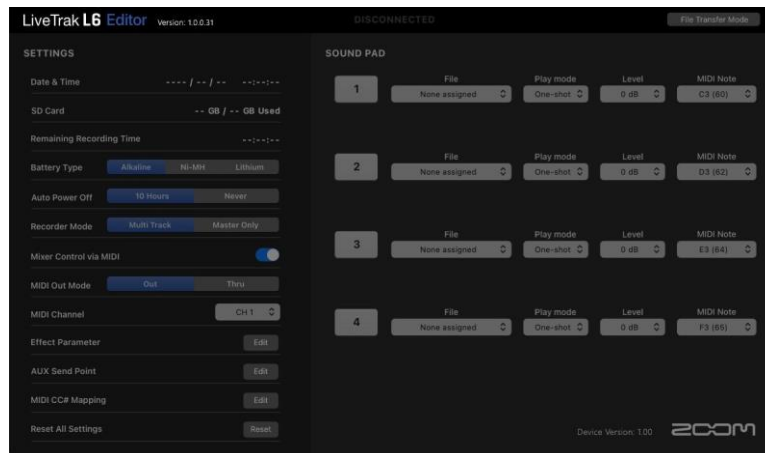 LiveTrak L6 Editor Version: 1.0.0.31
DISCONNECTED
File Transfer Mode
SETTINGS
Date & Time ---- / -- / -- --:--:--
SD Card -- GB / -- GB Used
Remaining Recording Time --:--:--
Battery Type Alkaline Ni-MH Lithium
Auto Power Off 10 Hours Never
Recorder Mode Multi Track Master Only
Mixer Control via MIDI
MIDI Out Mode Out Thru
MIDI Channel CH 1
Effect Parameter Edit
AUX Send Point Edit
MIDI CC# Mapping Edit
Reset All Settings Reset
SOUND PAD
File Play mode Level MIDI Note
1 None assigned One-shot 0 dB C3 (60)
File Play mode Level MIDI Note
2 None assigned One-shot 0 dB D3 (62)
File Play mode Level MIDI Note
3 None assigned One-shot 0 dB E3 (64)
File Play mode Level MIDI Note
4 None assigned One-shot 0 dB F3 (65)
Device Version: 1.00 ZOOM